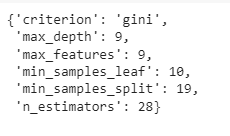 {'criterion': 'gini',
'max_depth': 9,
'max_features': 9,
'min_samples_leaf': 10,
'min_samples_split': 19,
'n_estimators': 28}